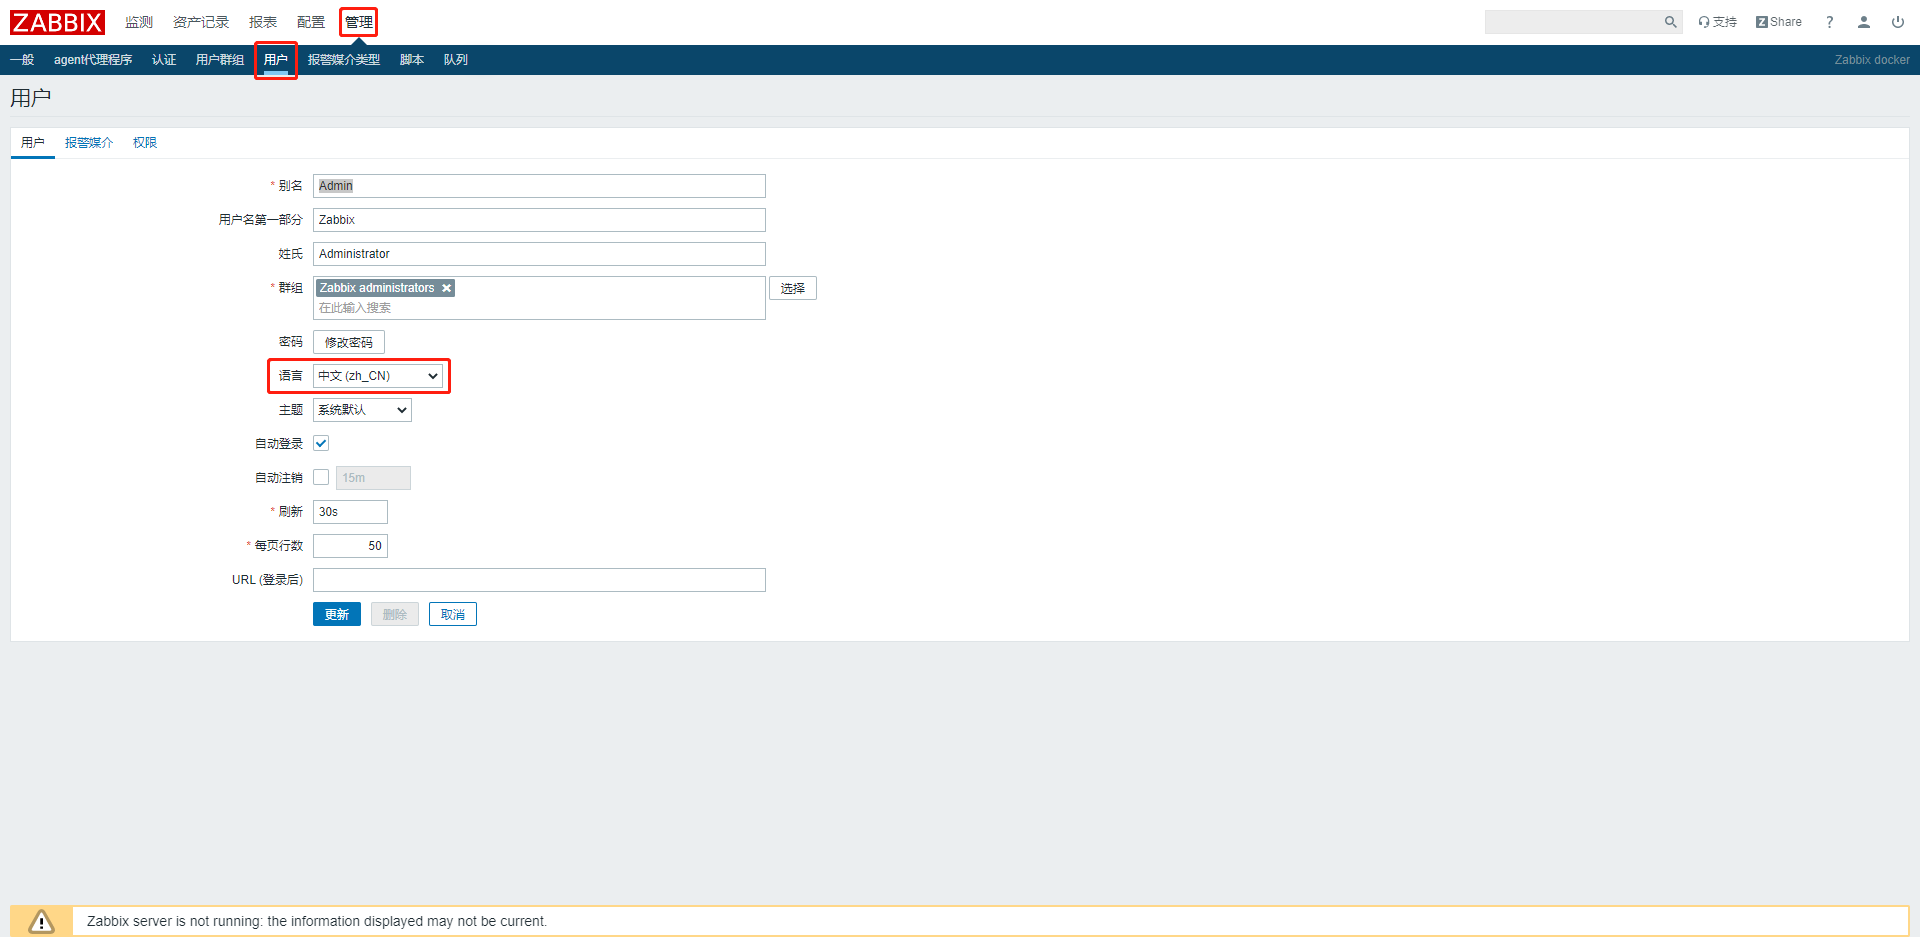 ZABBIX 监测 资产记录 报表 配置 管理 支持 Z Share ?
一般 agent代理程序 认证 用户群组 用户 报警媒介类型 脚本 队列 Zabbix docker
用户
用户 报警媒介 权限
* 别名 Admin
用户名第一部分 Zabbix
姓氏 Administrator
* 群组 Zabbix administrators 选择
在此输入搜索
密码 修改密码
语言 中文 (zh_CN)
主题 系统默认
自动登录
自动注销 15m
* 刷新 30s
* 每页行数 50
URL (登录后)
更新 删除 取消
Zabbix server is not running: the information displayed may not be current.